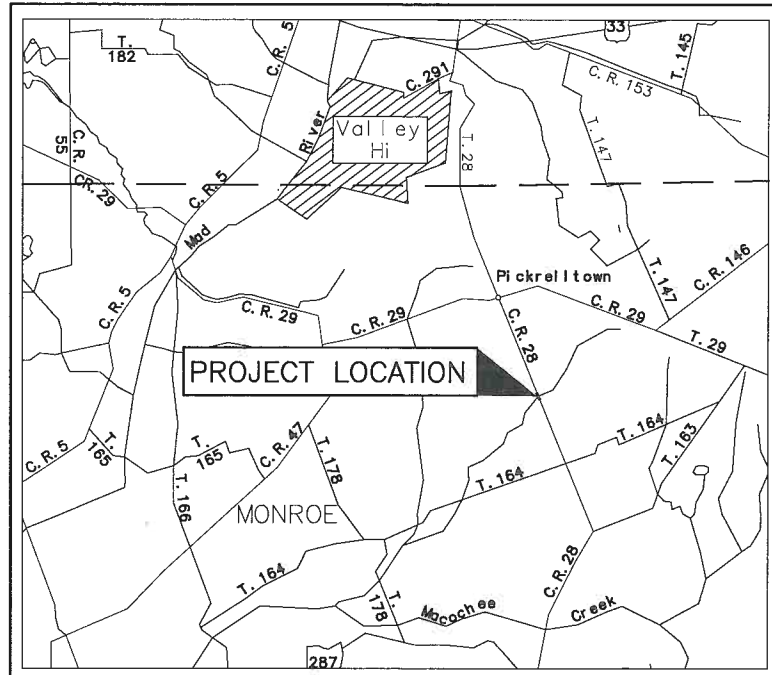 33
T. 145
T. 182
C. R. 5
C. R. 153
C. 291
Valley Hi
River
T. 28
T. 147
C. R. 55
CR. 29
C. R. 5
Mad
Pickrelltown
T. 147
C. R. 146
C. R. 5
C. R. 29
C. R. 29
C. R. 28
C. R. 29
T. 29
PROJECT LOCATION
T. 164
T. 163
C. R. 5
T. 165
T. 165
C. R. 47
T. 178
T. 164
T. 166
MONROE
C. R. 28
T. 164
T. 178
Macochee Creek
287